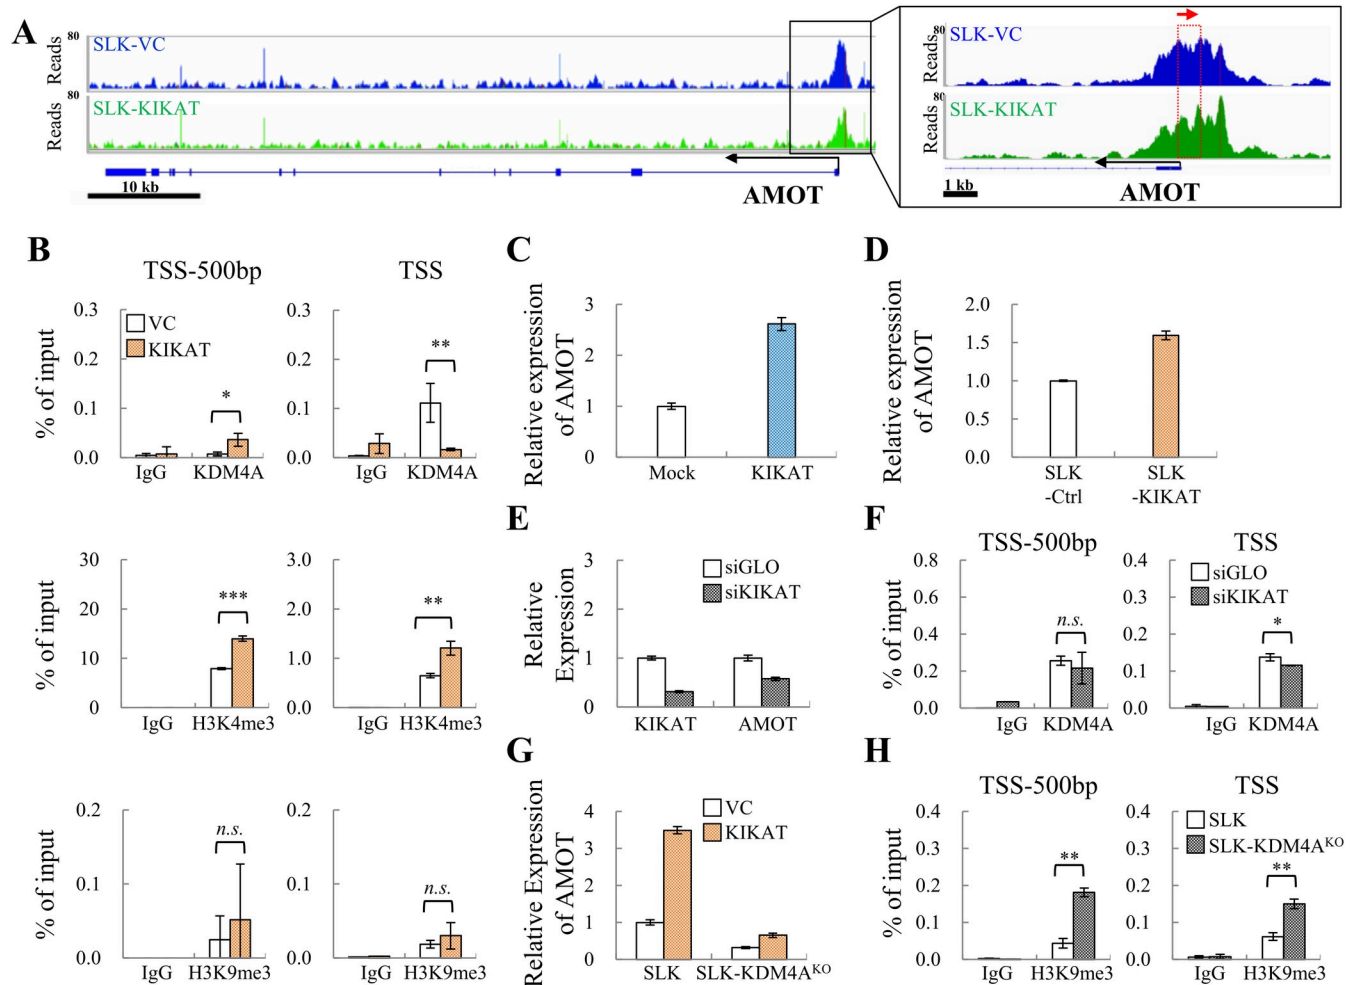 A
80
Reads
SLK-VC
80
Reads
SLK-KIKAT
10 kb
AMOT
80
Reads
SLK-VC
80
Reads
SLK-KIKAT
1 kb
AMOT
B
TSS-500bp
TSS
% of input
0.3
0.2
0.1
0.0
VC
KIKAT
*
IgG
KDM4A
0.3
0.2
0.1
0.0
**
IgG
KDM4A
% of input
30
20
10
0
***
IgG
H3K4me3
3.0
2.0
1.0
0.0
**
IgG
H3K4me3
% of input
0.2
0.1
0.0
n.s.
IgG
H3K9me3
0.2
0.1
0.0
n.s.
IgG
H3K9me3
C
Relative expression
of AMOT
3
2
1
0
Mock
KIKAT
D
Relative expression
of AMOT
2.0
1.5
1.0
0.5
0.0
SLK
-Ctrl
SLK
-KIKAT
E
Relative
Expression
3
2
1
0
siGLO
siKIKAT
KIKAT
AMOT
F
TSS-500bp
TSS
% of input
0.8
0.6
0.4
0.2
0.0
n.s.
IgG
KDM4A
0.4
0.3
0.2
0.1
0.0
siGLO
siKIKAT
*
IgG
KDM4A
G
Relative Expression
of AMOT
4
3
2
1
0
VC
KIKAT
SLK
SLK-KDM4AKO
H
TSS-500bp
TSS
% of input
0.4
0.3
0.2
0.1
0.0
**
IgG
H3K9me3
0.4
0.3
0.2
0.1
0.0
SLK
SLK-KDM4AKO
**
IgG
H3K9me3